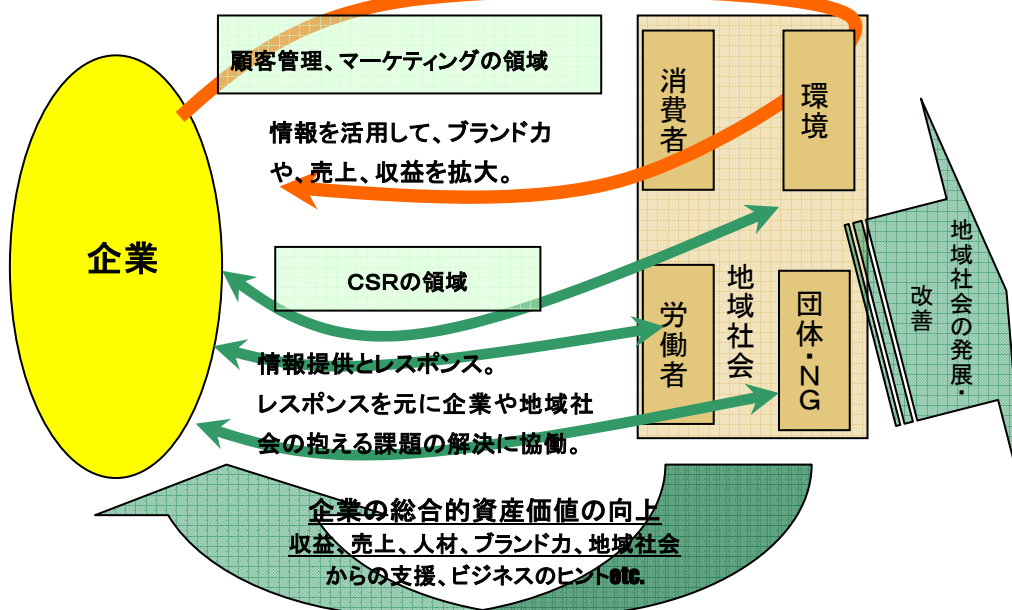 顧客管理、マーケティングの領域
情報を活用して、ブランド力
や、売上、収益を拡大。
企業
CSRの領域
情報提供とレスポンス。
レスポンスを元に企業や地域社
会の抱える課題の解決に協働。
消費者
環境
地域社会
労働者
団体・NG
地域社会の発展・
改善
企業の総合的資産価値の向上
収益、売上、人材、ブランド力、地域社会
からの支援、ビジネスのヒントetc.